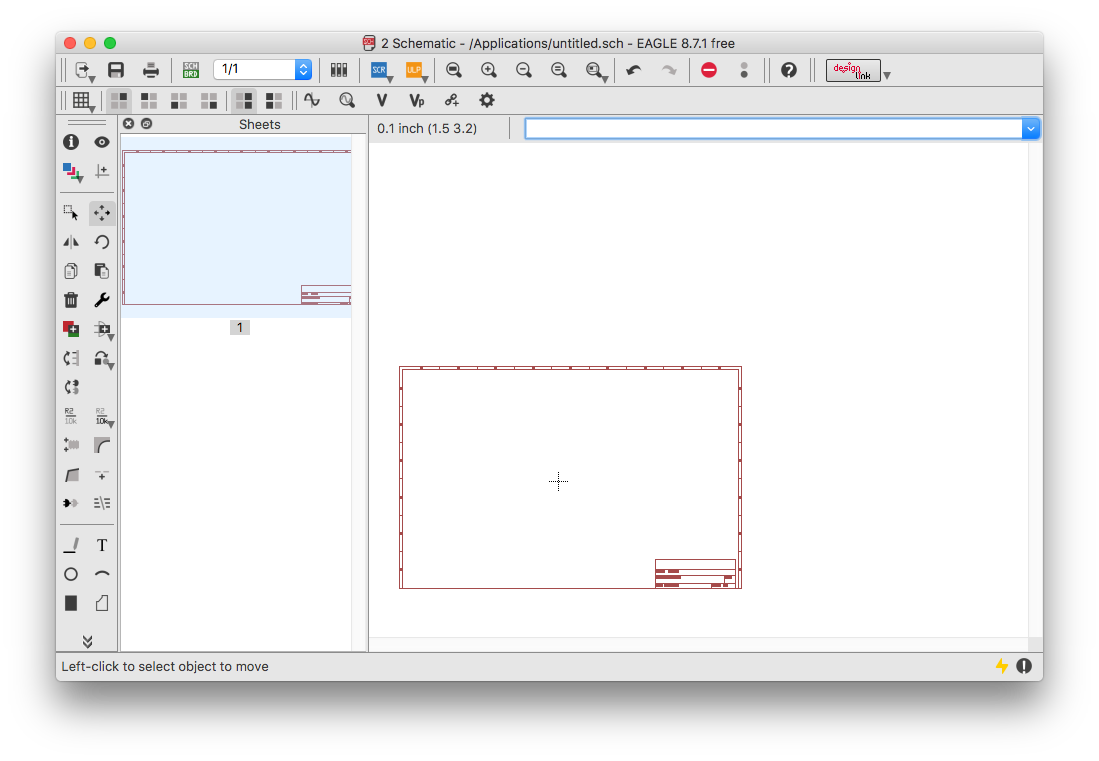 2 Schematic - /Applications/untitled.sch - EAGLE 8.7.1 free
SCH
BRD
1/1
SCR
ULP
design
link
V
Vp
Sheets
0.1 inch (1.5 3.2)
1
R2
10k
R2
10k
T
Left-click to select object to move